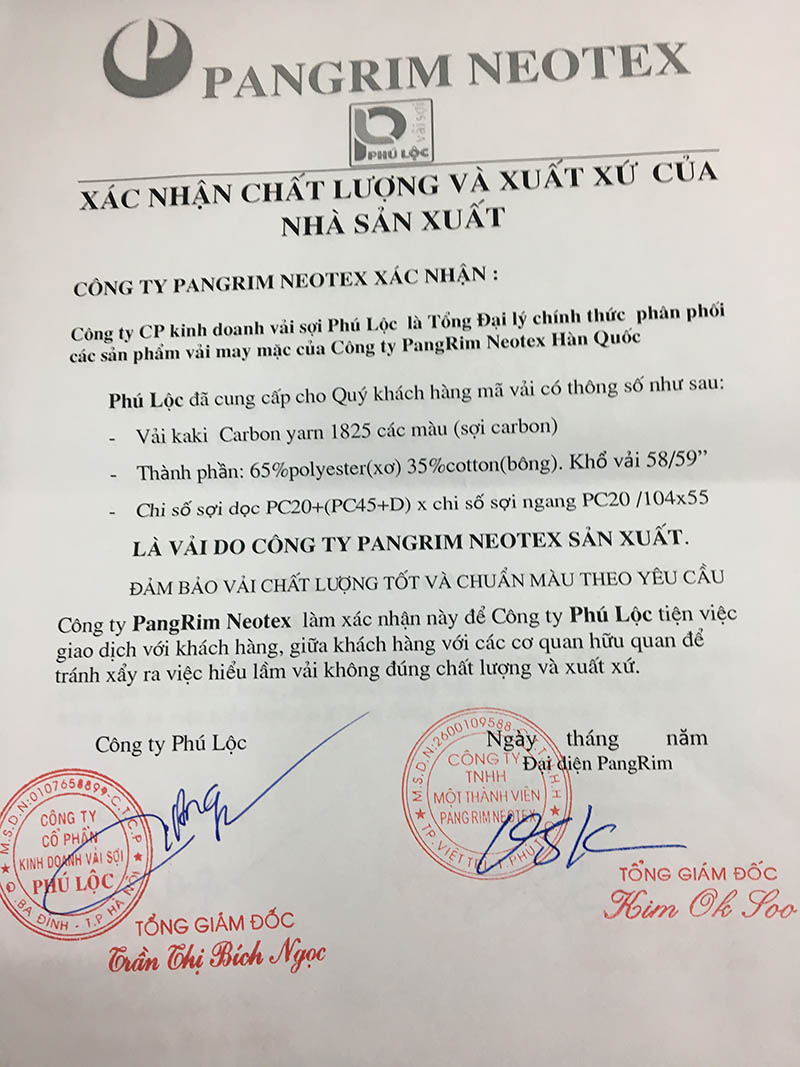 CP
PANGRIM NEOTEX
vải sợi
PHÚ LỘC
XÁC NHẬN CHẤT LƯỢNG VÀ XUẤT XỨ CỦA
NHÀ SẢN XUẤT
CÔNG TY PANGRIM NEOTEX XÁC NHẬN :
Công ty CP kinh doanh vải sợi Phú Lộc là Tổng Đại lý chính thức phân phối
các sản phẩm vải may mặc của Công ty PangRim Neotex Hàn Quốc
Phú Lộc đã cung cấp cho Quý khách hàng mã vải có thông số như sau:
- Vải kaki Carbon yarn 1825 các màu (sợi carbon)
- Thành phần: 65%polyester(xơ) 35%cotton(bông). Khổ vải 58/59”
- Chi số sợi dọc PC20+(PC45+D) x chi số sợi ngang PC20 /104x55
LÀ VẢI DO CÔNG TY PANGRIM NEOTEX SẢN XUẤT.
ĐẢM BẢO VẢI CHẤT LƯỢNG TỐT VÀ CHUẨN MÀU THEO YÊU CẦU
Công ty PangRim Neotex làm xác nhận này để Công ty Phú Lộc tiện việc
giao dịch với khách hàng, giữa khách hàng với các cơ quan hữu quan để
tránh xẩy ra việc hiểu lầm vải không đúng chất lượng và xuất xứ.
Công ty Phú Lộc
Ngày tháng năm
Đại diện PangRim
M.S.D.N:0107658899-C.T.C.P
CÔNG TY
CỔ PHẦN
KINH DOANH VẢI SỢI
PHÚ LỘC
Q.BA ĐÌNH - T.P HÀ NỘI
TỔNG GIÁM ĐỐC
Trần Thị Bích Ngọc
M.S.D.N:2600109588
CÔNG TY
TNHH
MỘT THÀNH VIÊN
PANG RIM NEOTEX
TP.VIỆT
TỔNG GIÁM ĐỐC
Kim Ok Soo